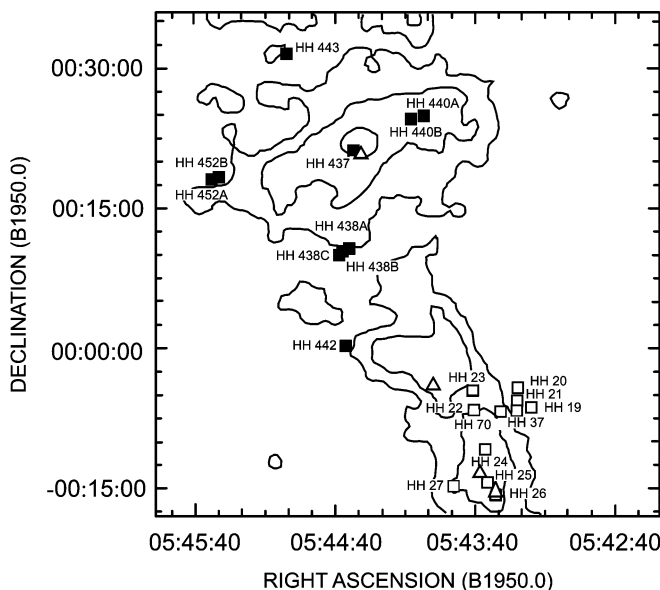 HH 443
00:30:00
HH 440A
HH 440B
HH 437
HH 452B
HH 452A
00:15:00
HH 438A
HH 438C
HH 438B
HH 442
00:00:00
HH 23
HH 20
HH 21
HH 22
HH 19
HH 70
HH 37
HH 24
HH 25
HH 27
HH 26
-00:15:00
05:45:40
05:44:40
05:43:40
05:42:40
RIGHT ASCENSION (B1950.0)
DECLINATION (B1950.0)